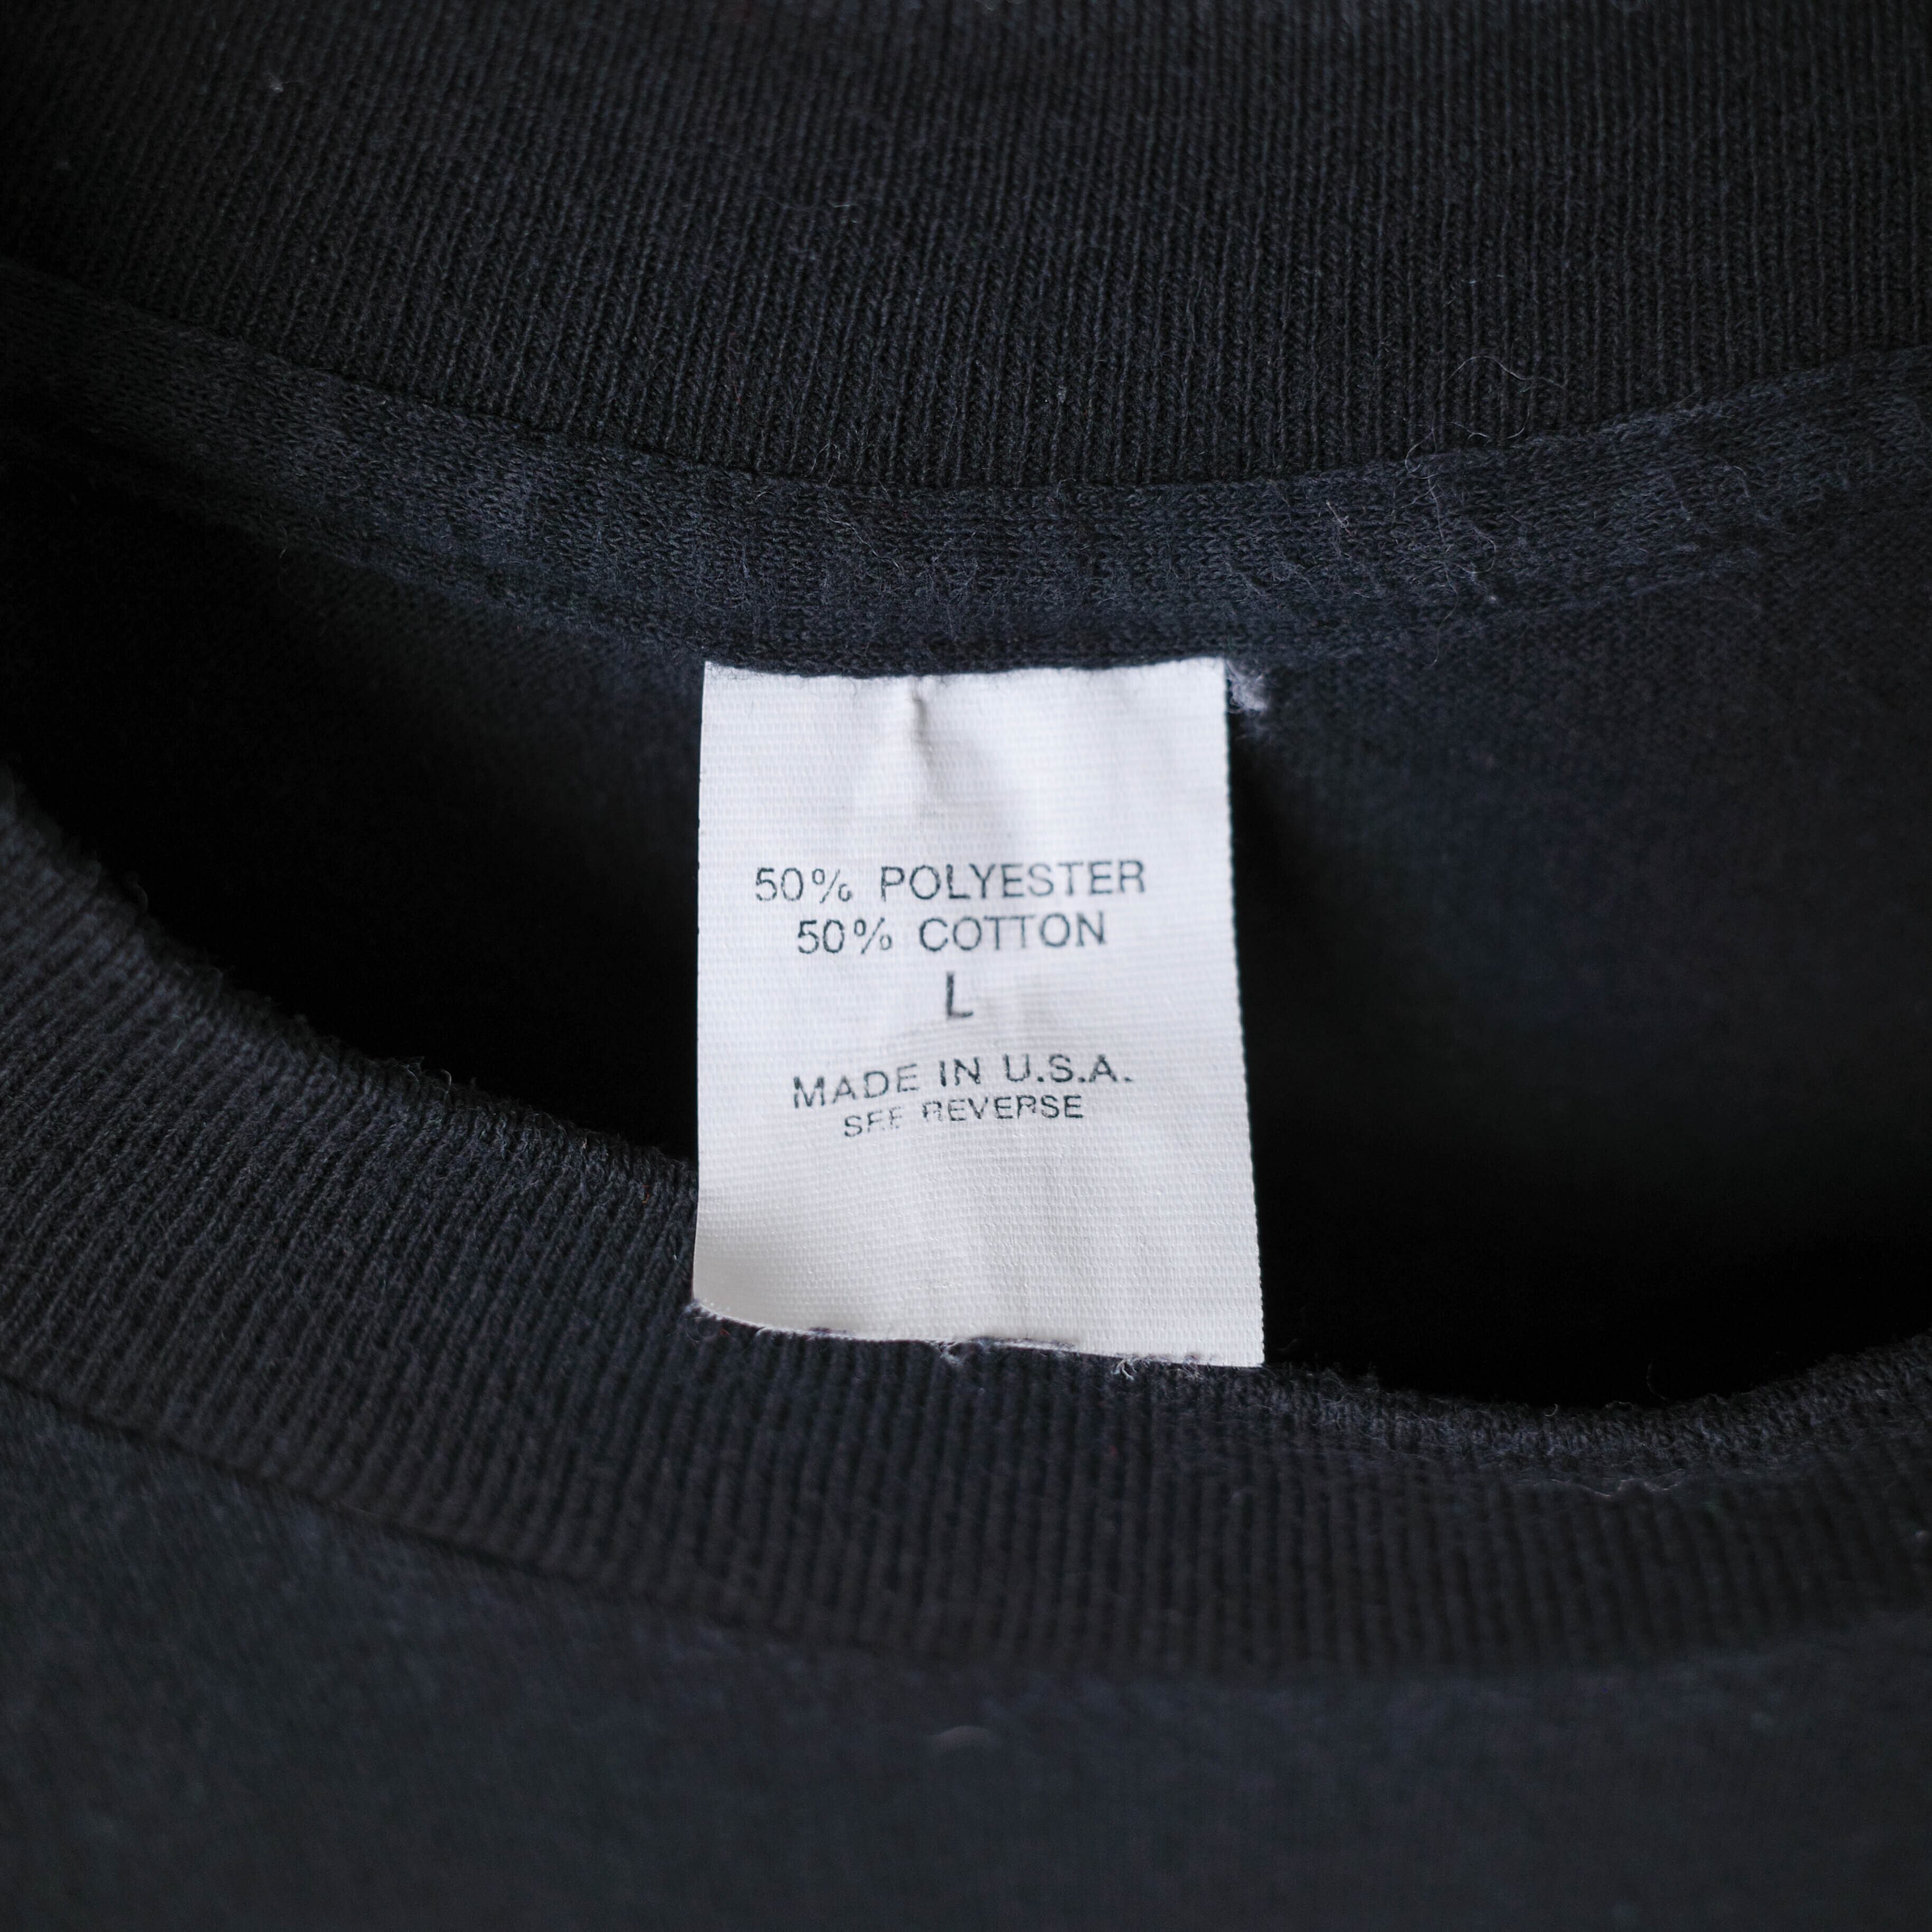 50% POLYESTER
50% COTTON
L
MADE IN U.S.A.
SEE REVERSE